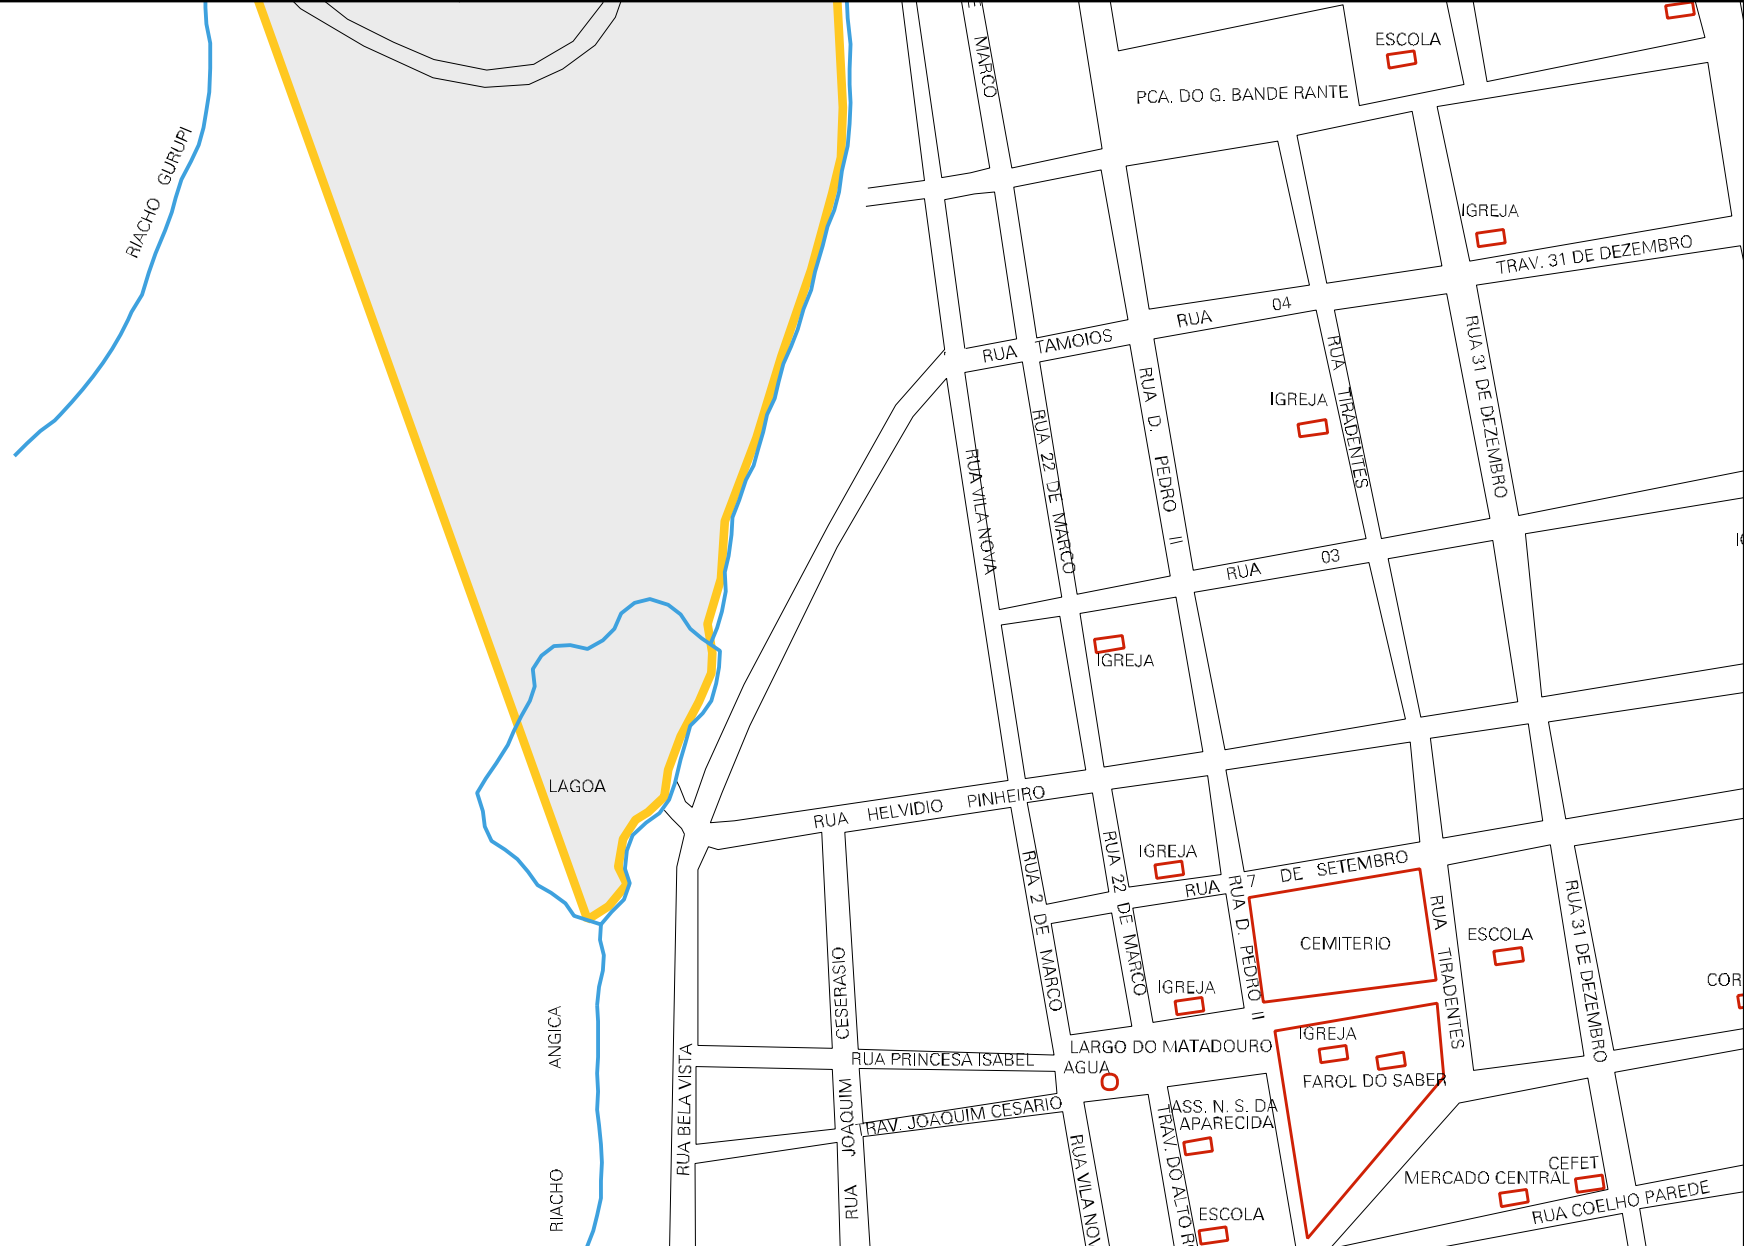 MARCO
ESCOLA
PCA. DO G. BANDE RANTE
RIACHO GURUPI
IGREJA
TRAV. 31 DE DEZEMBRO
RUA 04
RUA TAMOIOS
RUA TIRADENTES
RUA 31 DE DEZEMBRO
RUA D. PEDRO II
IGREJA
RUA 22 DE MARCO
RUA VILA NOVA
RUA 03
IGREJA
LAGOA
RUA HELVIDIO PINHEIRO
IGREJA
RUA 7 DE SETEMBRO
RUA 2 DE MARCO
RUA 22 DE MARCO
RUA D. PEDRO II
RUA TIRADENTES
RUA 31 DE DEZEMBRO
CEMITERIO
ESCOLA
COR
IGREJA
RIACHO ANGICA
RUA BELA VISTA
RUA JOAQUIM CESERASIO
RUA PRINCESA ISABEL
LARGO DO MATADOURO
AGUA
IGREJA
FAROL DO SABER
TRAV. JOAQUIM CESARIO
ASS. N. S. DA
APARECIDA
RUA VILA NOV
TRAV. DO ALTO R
CEFET
MERCADO CENTRAL
RUA COELHO PAREDE
ESCOLA